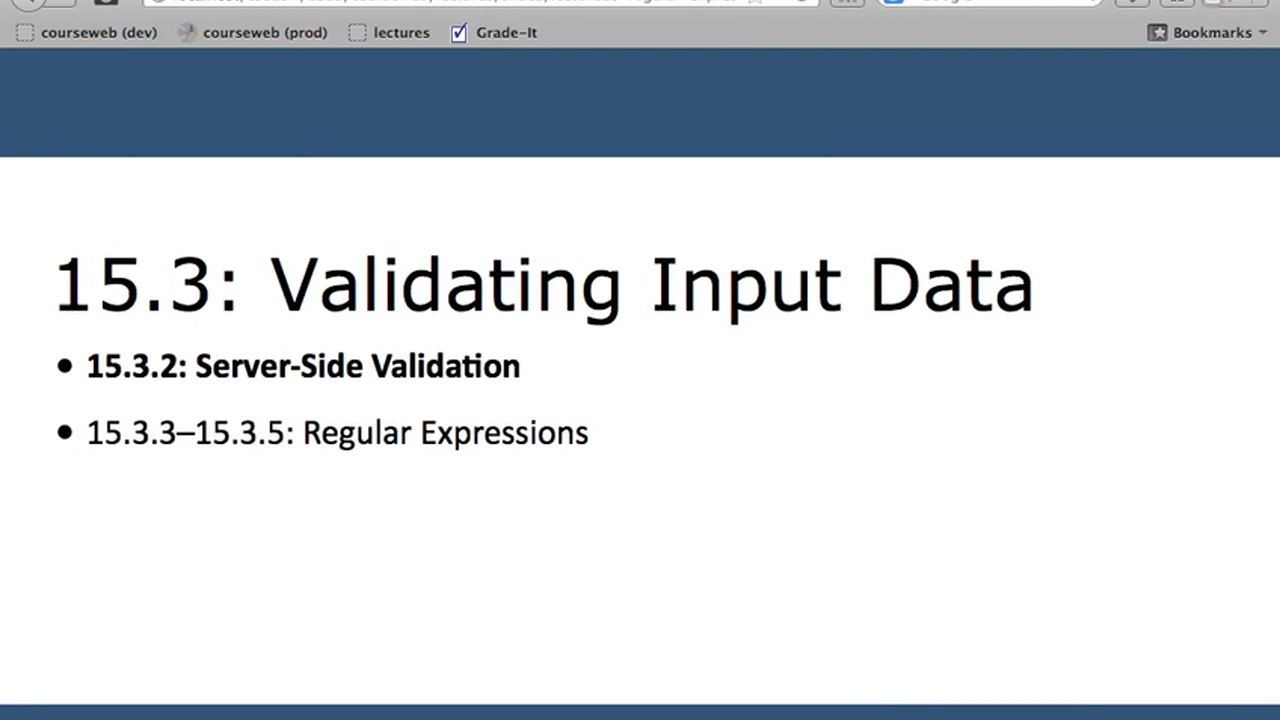 courseweb (dev) courseweb (prod) lectures Grade-It Bookmarks
15.3: Validating Input Data
• 15.3.2: Server-Side Validation
• 15.3.3–15.3.5: Regular Expressions